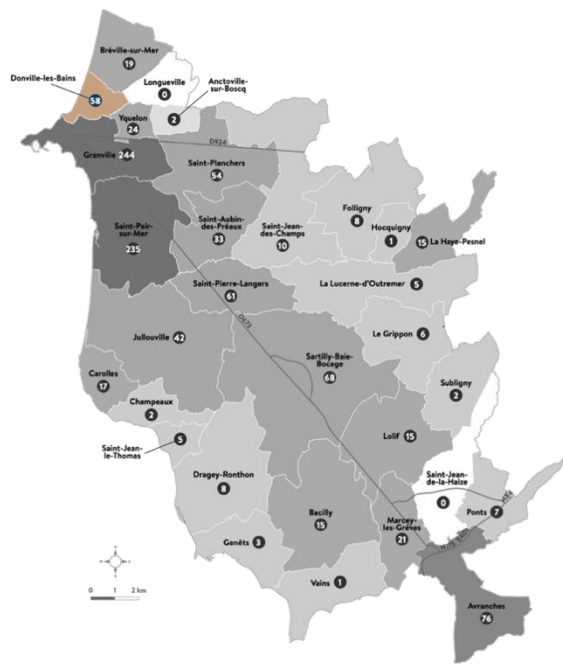 Bréville-sur-Mer
19
Donville-les-Bains
58
Longueville
0
Anctoville-
sur-Boscq
2
Yquelon
24
D924
Granville
244
Saint-Planchers
54
Saint-Pair-
sur-Mer
235
Saint-Aubin-
des-Préaux
33
Saint-Jean-
des-Champs
10
Folligny
8
Hocquigny
1
La Haye-Pesnel
15
Saint-Pierre-Langers
61
La Lucerne-d'Outremer
5
D973
Jullouville
42
Le Grippon
6
Sartilly-Baie-
Bocage
68
Carolles
17
Subligny
2
Champeaux
2
Saint-Jean-
le-Thomas
5
Lolif
15
Dragey-Ronthon
8
Saint-Jean-
de-la-Haize
0
Ponts
7
Bacilly
15
Marcey-
les-Grèves
21
Genêts
3
Vains
1
Avranches
76
0 1 2 km